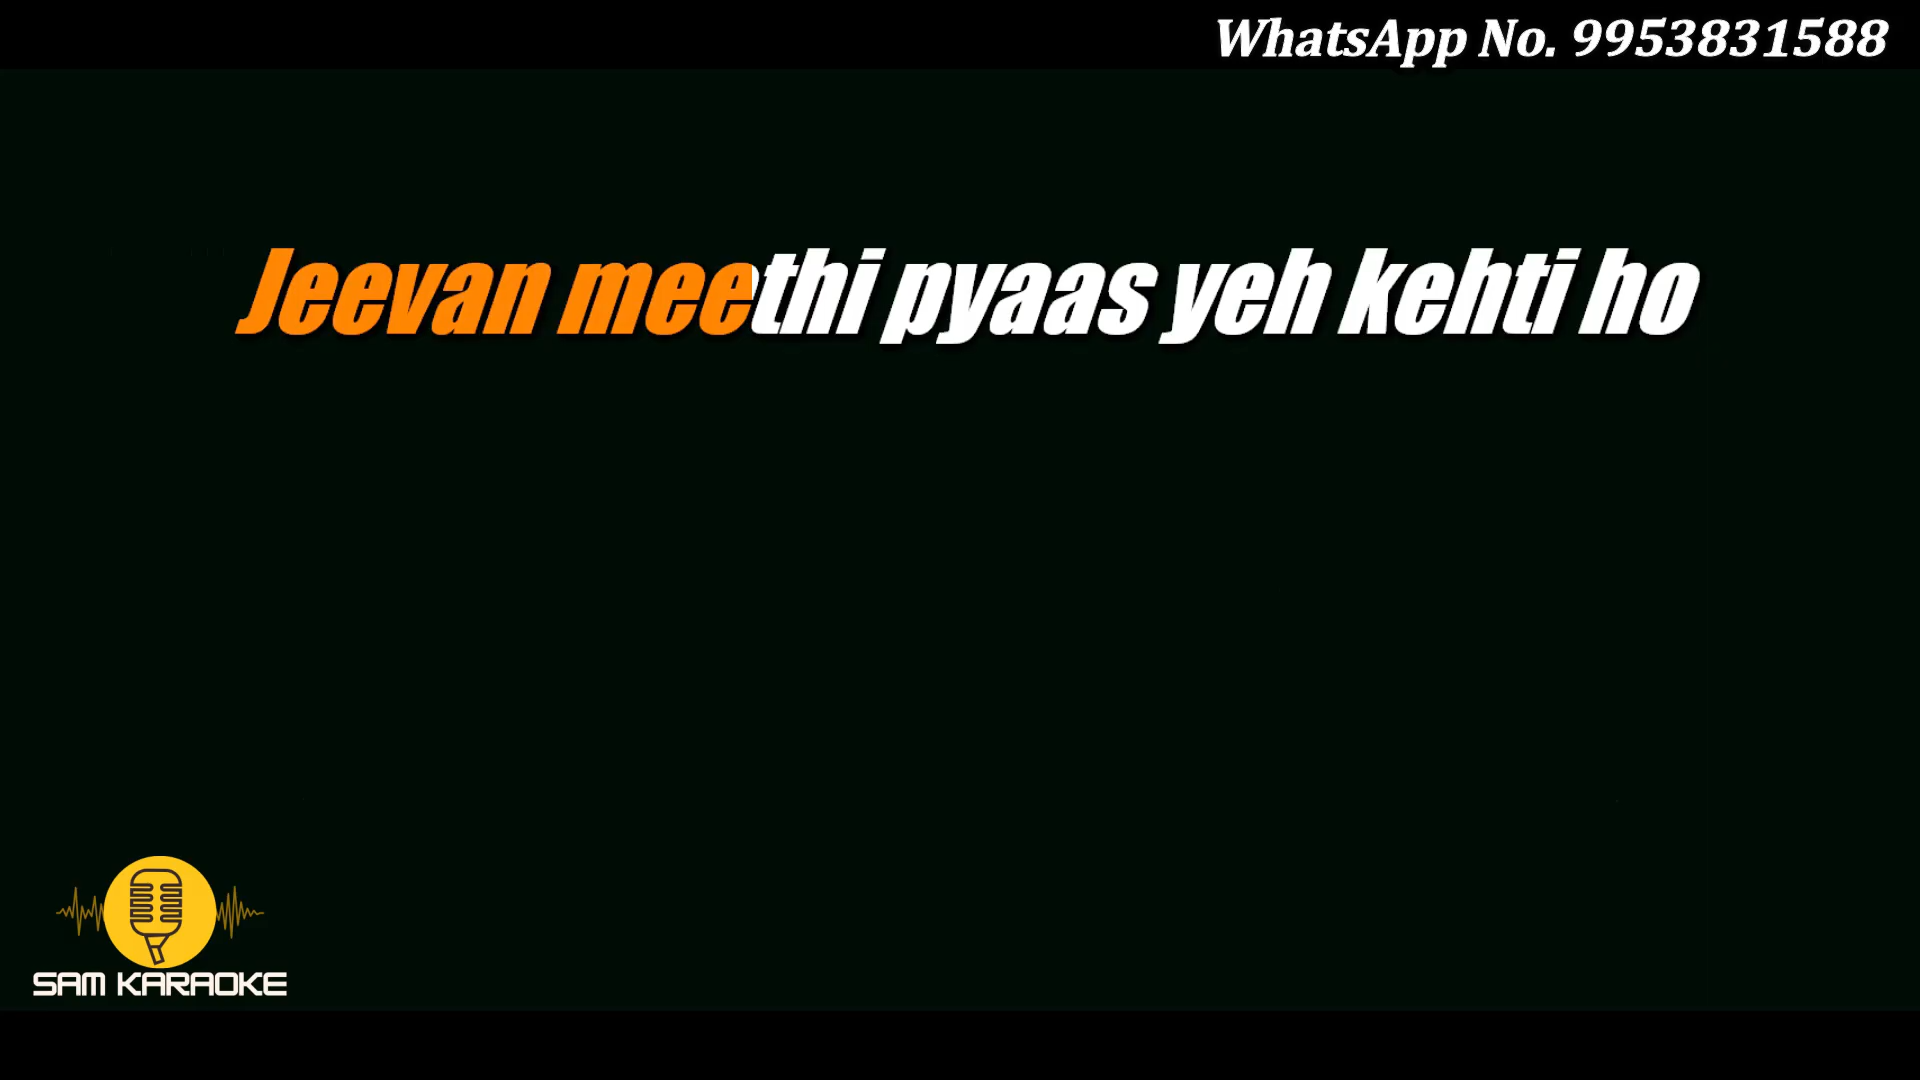 WhatsApp No. 9953831588
Jeevan meethi pyaas yeh kehti ho
SAM KARAOKE